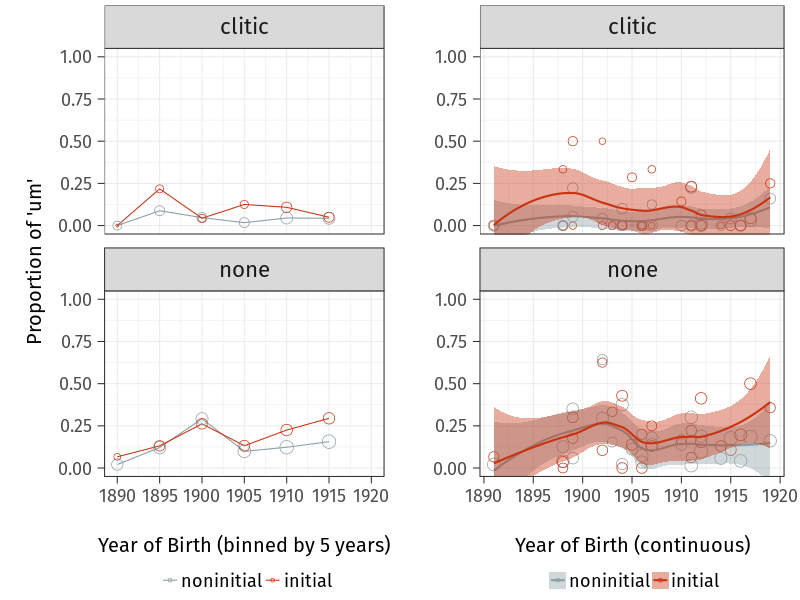 clitic
clitic
1.00
0.75
0.50
0.25
0.00
1.00
0.75
0.50
0.25
0.00
none
none
1.00
0.75
0.50
0.25
0.00
1.00
0.75
0.50
0.25
0.00
Proportion of 'um'
1890 1895 1900 1905 1910 1915 1920
1890 1895 1900 1905 1910 1915 1920
Year of Birth (binned by 5 years)
Year of Birth (continuous)
noninitial initial
noninitial initial